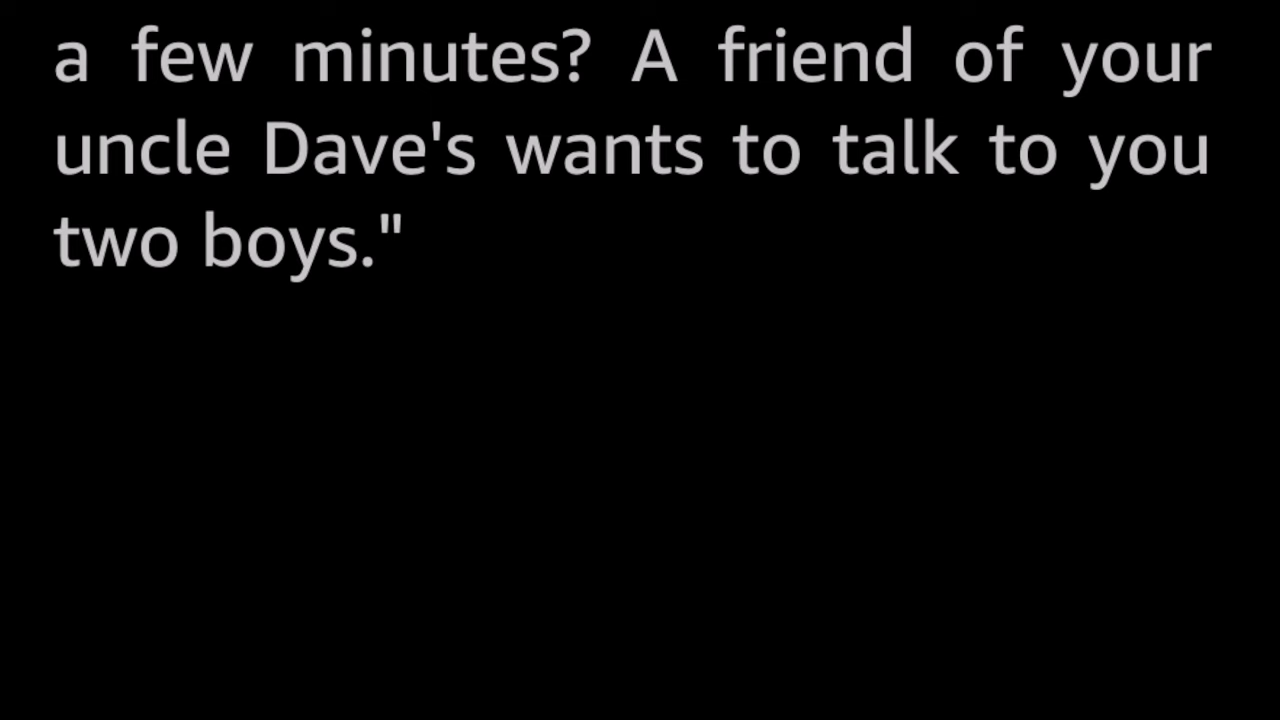 a few minutes? A friend of your
uncle Dave's wants to talk to you
two boys."